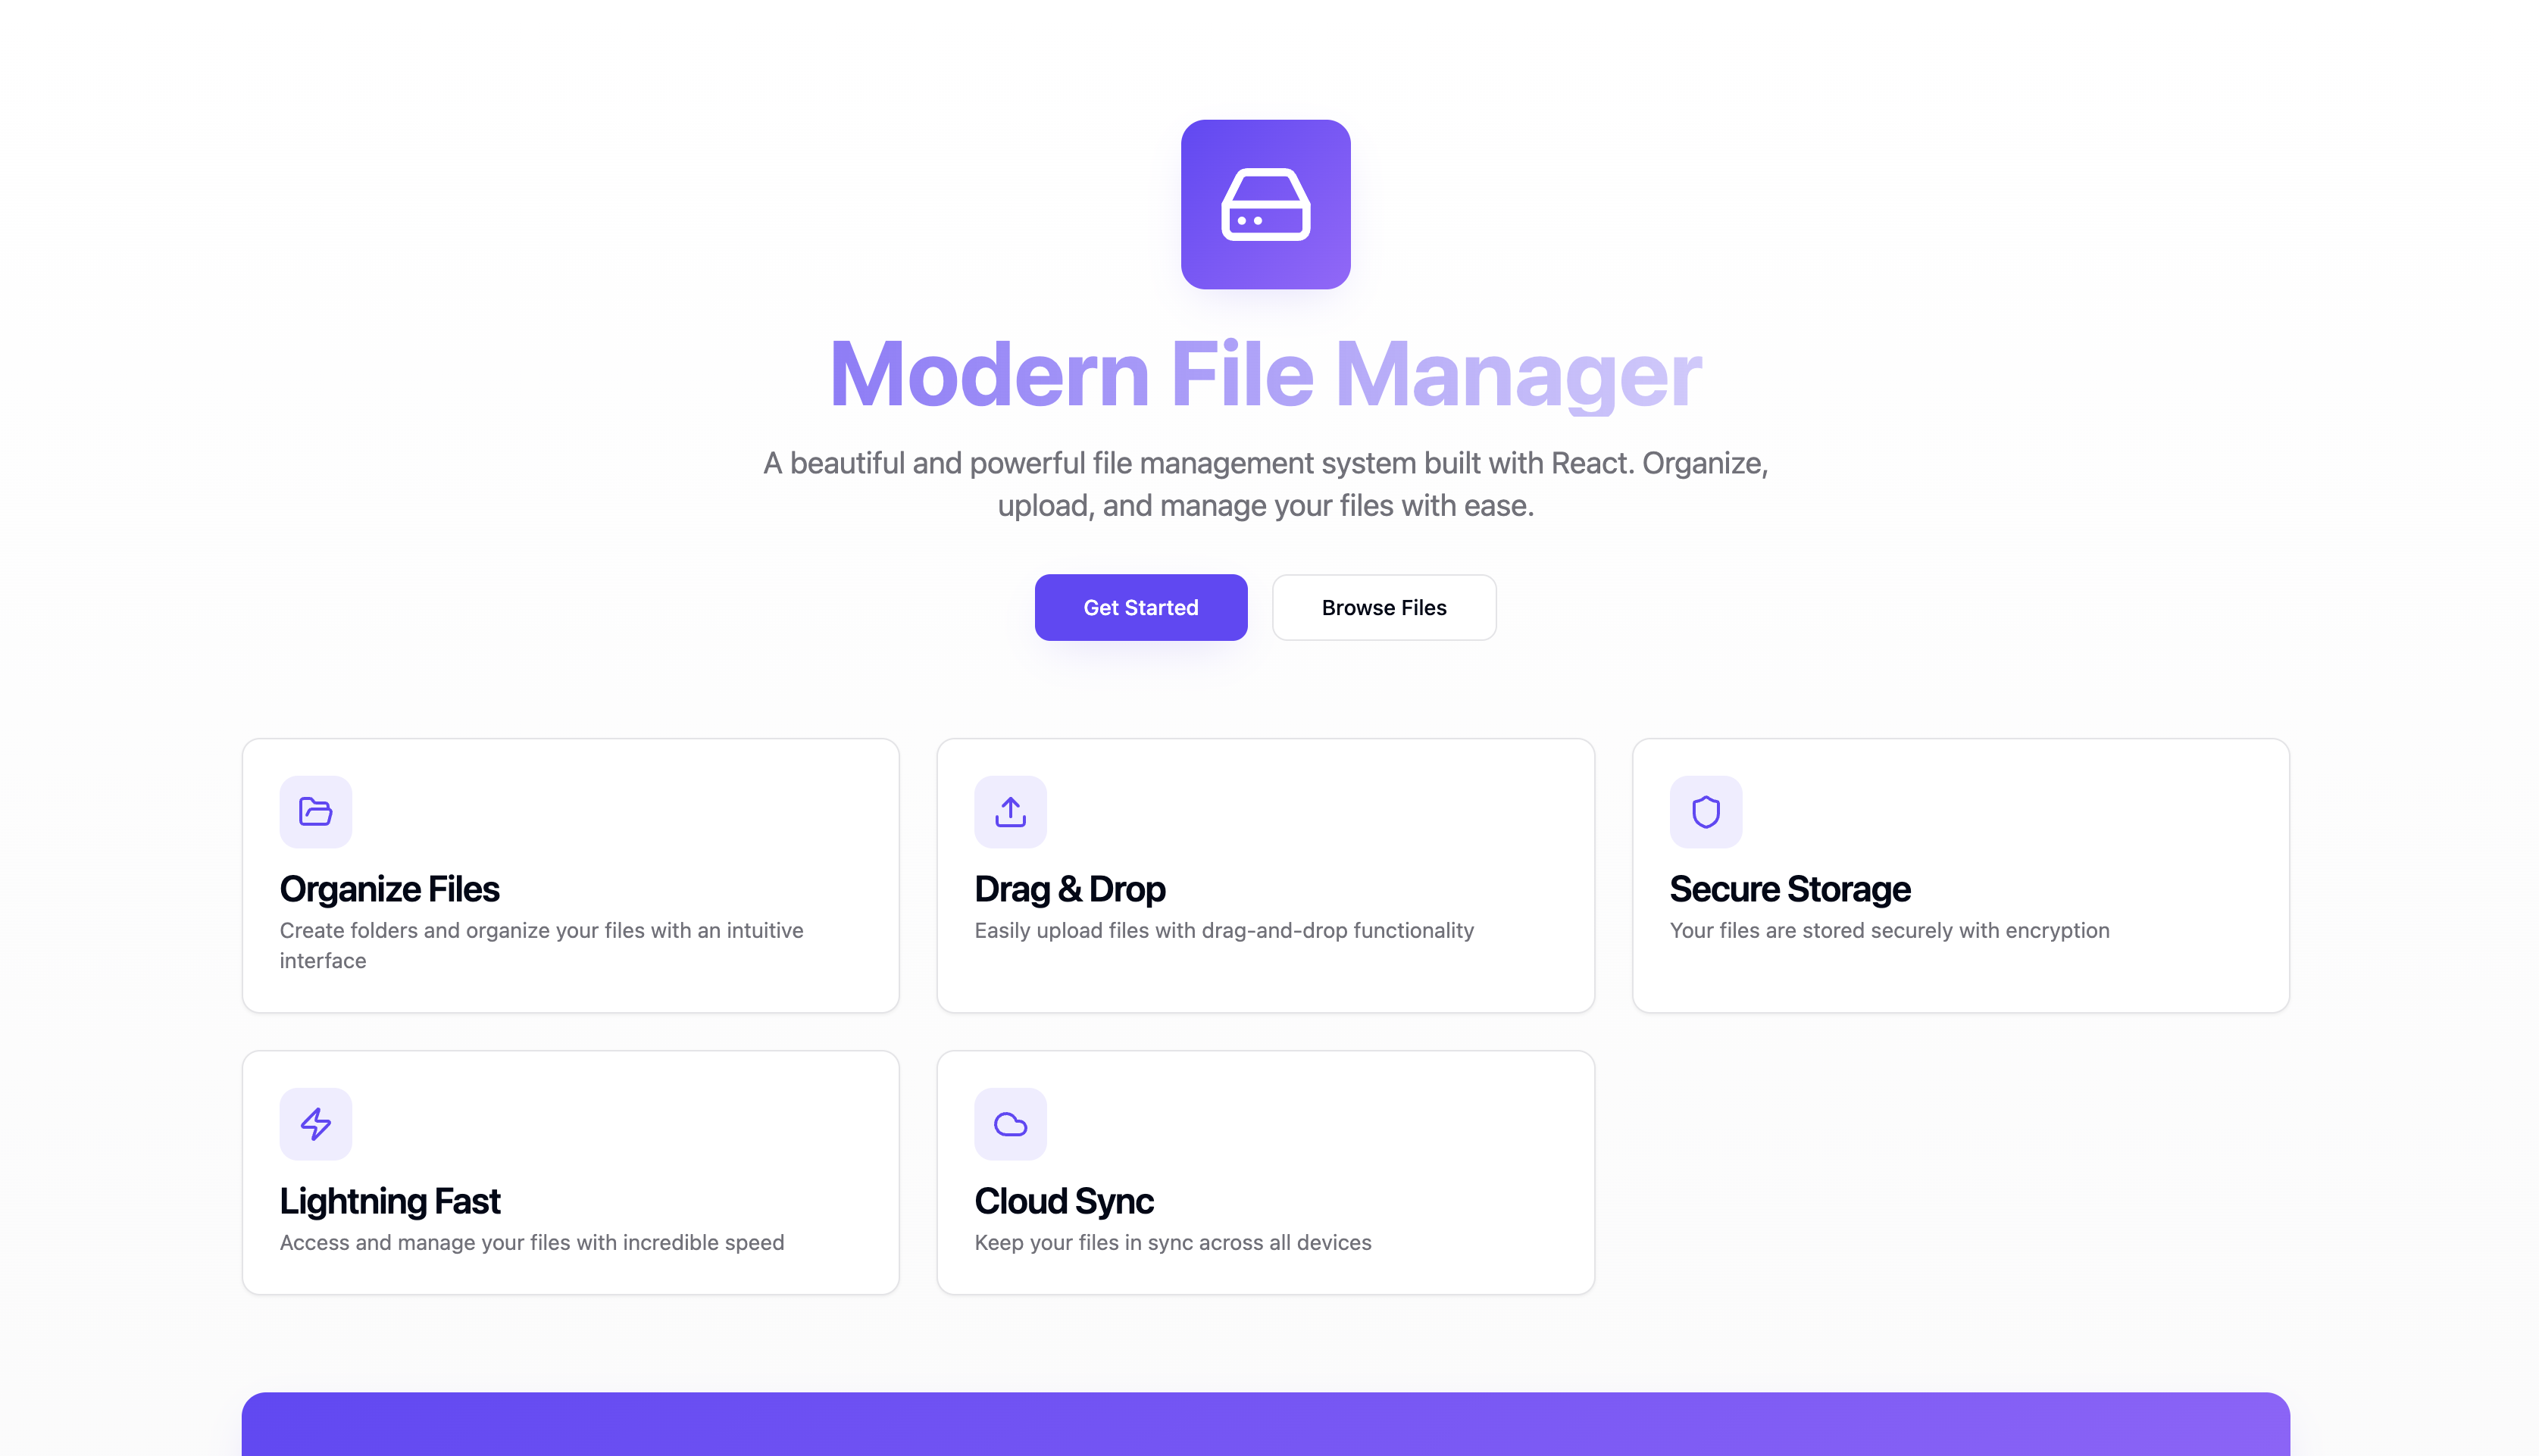 Modern File Manager
A beautiful and powerful file management system built with React. Organize,
upload, and manage your files with ease.
Get Started
Browse Files
Organize Files
Create folders and organize your files with an intuitive
interface
Drag & Drop
Easily upload files with drag-and-drop functionality
Secure Storage
Your files are stored securely with encryption
Lightning Fast
Access and manage your files with incredible speed
Cloud Sync
Keep your files in sync across all devices